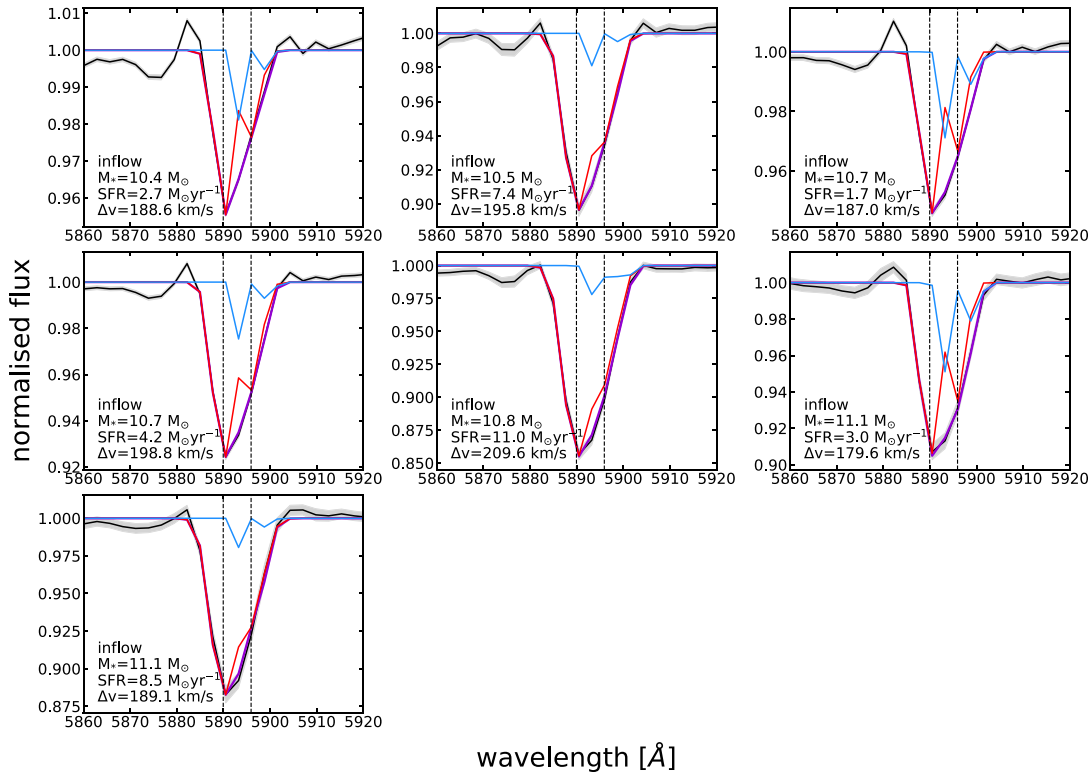 1.01
1.00
0.99
0.98
0.97
0.96
inflow
M*=10.4 M⊙
SFR=2.7 M⊙yr⁻¹
Δv=188.6 km/s
5860 5870 5880 5890 5900 5910 5920
1.00
0.98
0.96
0.94
0.92
0.90
inflow
M*=10.5 M⊙
SFR=7.4 M⊙yr⁻¹
Δv=195.8 km/s
5860 5870 5880 5890 5900 5910 5920
1.00
0.98
0.96
inflow
M*=10.7 M⊙
SFR=1.7 M⊙yr⁻¹
Δv=187.0 km/s
5860 5870 5880 5890 5900 5910 5920
normalised flux
1.00
0.98
0.96
0.94
0.92
inflow
M*=10.7 M⊙
SFR=4.2 M⊙yr⁻¹
Δv=198.8 km/s
5860 5870 5880 5890 5900 5910 5920
1.000
0.975
0.950
0.925
0.900
0.875
0.850
inflow
M*=10.8 M⊙
SFR=11.0 M⊙yr⁻¹
Δv=209.6 km/s
5860 5870 5880 5890 5900 5910 5920
1.00
0.98
0.96
0.94
0.92
0.90
inflow
M*=11.1 M⊙
SFR=3.0 M⊙yr⁻¹
Δv=179.6 km/s
5860 5870 5880 5890 5900 5910 5920
1.000
0.975
0.950
0.925
0.900
0.875
inflow
M*=11.1 M⊙
SFR=8.5 M⊙yr⁻¹
Δv=189.1 km/s
5860 5870 5880 5890 5900 5910 5920
wavelength [Å]